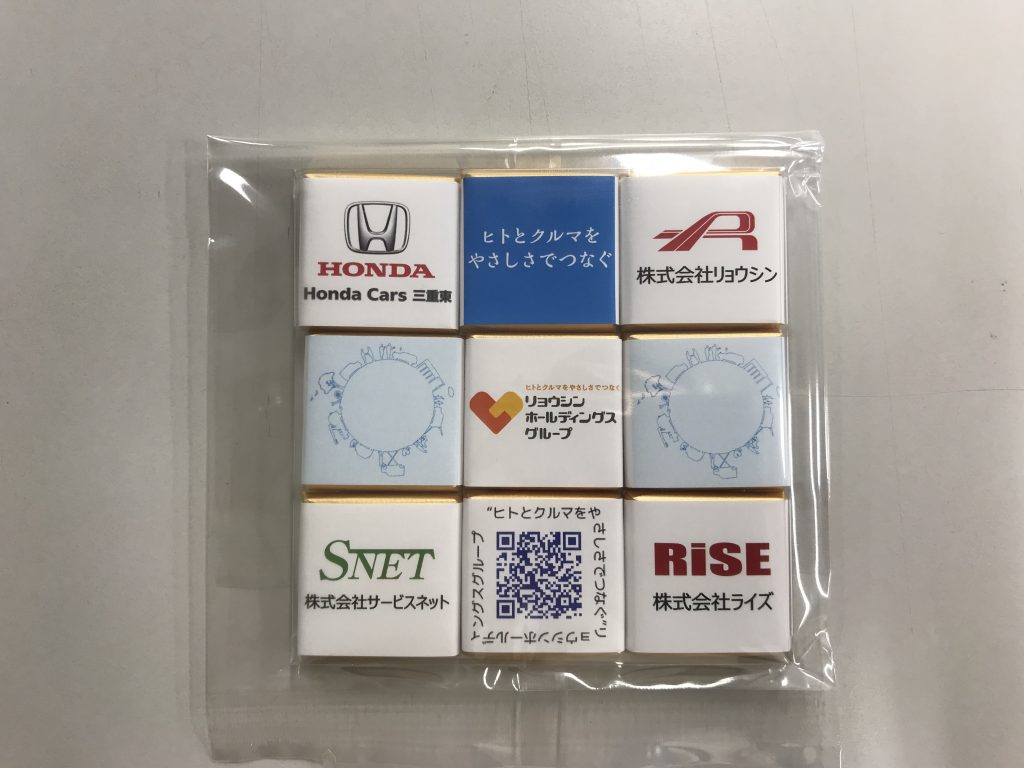 HONDA
Honda Cars 三重東
ヒトとクルマを
やさしさでつなぐ
R
株式会社リョウシン
ヒトとクルマをやさしさでつなぐ
リョウシン
ホールディングス
グループ
SNET
株式会社サービスネット
"ヒトとクルマをやさしさでつなぐ"リョウシンホールディングスグループ
RiSE
株式会社ライズ